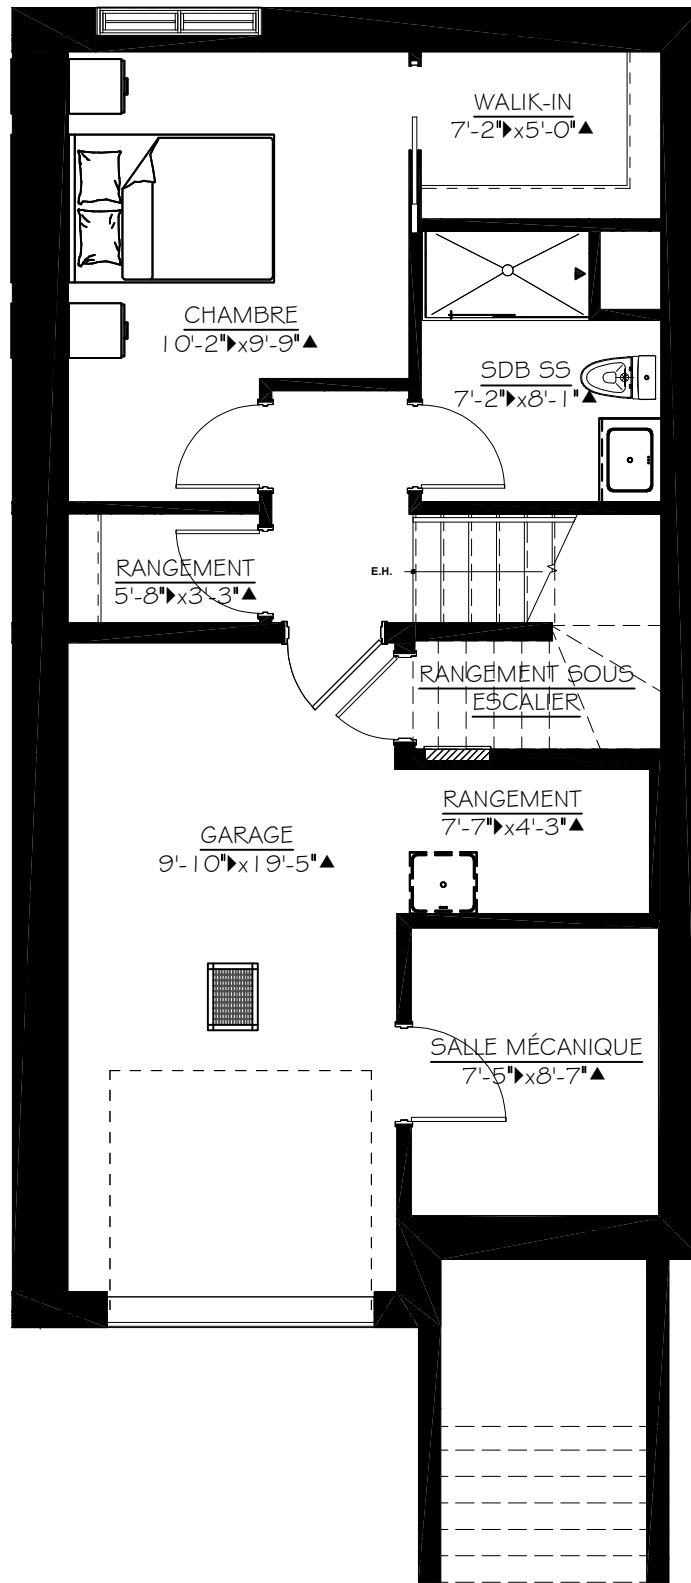 WALIK-IN
7'-2"▶x5'-0"▲
CHAMBRE
10'-2"▶x9'-9"▲
SDB SS
7'-2"▶x8'-1"▲
RANGEMENT
5'-8"▶x3'-3"▲
E.H.
RANGEMENT SOUS
ESCALIER
RANGEMENT
7'-7"▶x4'-3"▲
GARAGE
9'-10"▶x19'-5"▲
SALLE MÉCANIQUE
7'-5"▶x8'-7"▲